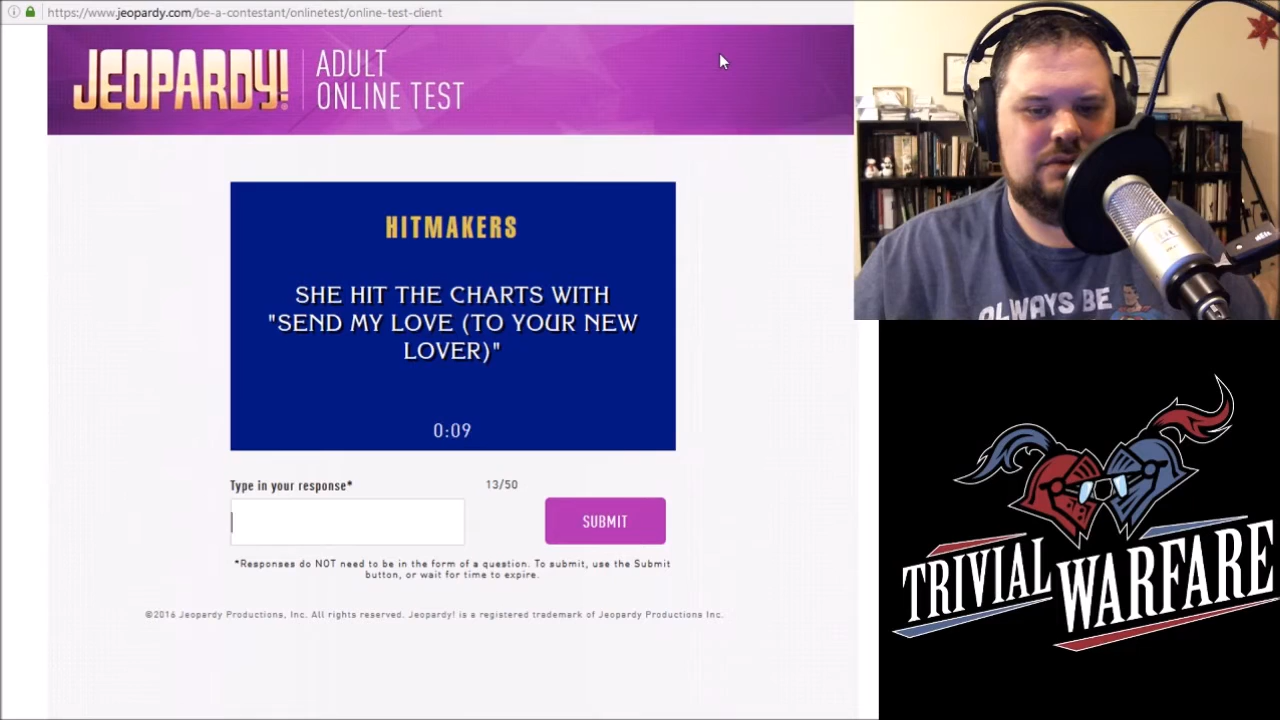 https://www.jeopardy.com/be-a-contestant/onlinetest/online-test-client
JEOPARDY!
ADULT
ONLINE TEST
HITMAKERS
SHE HIT THE CHARTS WITH
"SEND MY LOVE (TO YOUR NEW
LOVER)"
0:09
Type in your response*
13/50
SUBMIT
*Responses do NOT need to be in the form of a question. To submit, use the Submit
button, or wait for time to expire.
©2016 Jeopardy Productions, Inc. All rights reserved. Jeopardy! is a registered trademark of Jeopardy Productions Inc.
ALWAYS BE
TRIVIAL
WARFARE